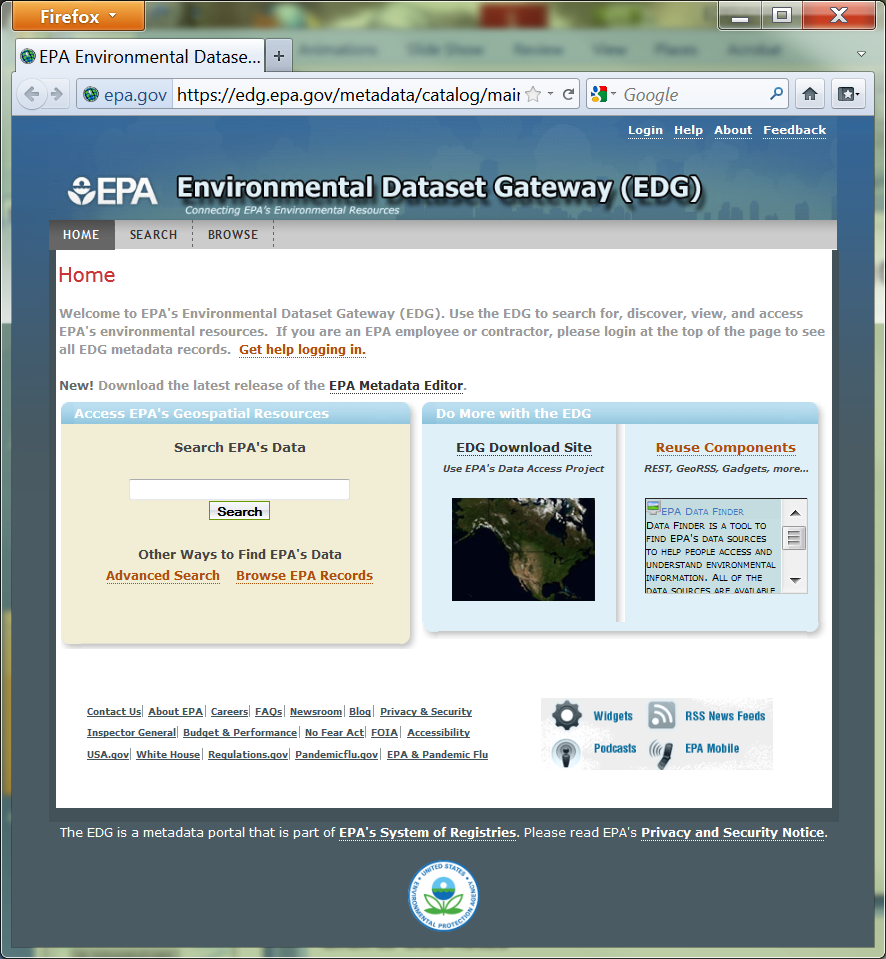 Firefox
Animations Slide Show Review View Places Acrobat
EPA Environmental Datase...
epa.gov https://edg.epa.gov/metadata/catalog/main Google
Login Help About Feedback
EPA Environmental Dataset Gateway (EDG)
Connecting EPA's Environmental Resources
HOME SEARCH BROWSE
Home
Welcome to EPA's Environmental Dataset Gateway (EDG). Use the EDG to search for, discover, view, and access
EPA's environmental resources. If you are an EPA employee or contractor, please login at the top of the page to see
all EDG metadata records. Get help logging in.
New! Download the latest release of the EPA Metadata Editor.
Access EPA's Geospatial Resources
Search EPA's Data
Search
Other Ways to Find EPA's Data
Advanced Search Browse EPA Records
Do More with the EDG
EDG Download Site
Use EPA's Data Access Project
Reuse Components
REST, GeoRSS, Gadgets, more...
EPA Data Finder
Data Finder is a tool to
find EPA's data sources
to help people access and
understand environmental
information. All of the
data sources are available
Contact Us About EPA Careers FAQs Newsroom Blog Privacy & Security
Inspector General Budget & Performance No Fear Act FOIA Accessibility
USA.gov White House Regulations.gov Pandemicflu.gov EPA & Pandemic Flu
Widgets RSS News Feeds
Podcasts EPA Mobile
The EDG is a metadata portal that is part of EPA's System of Registries. Please read EPA's Privacy and Security Notice.
UNITED STATES
ENVIRONMENTAL PROTECTION AGENCY